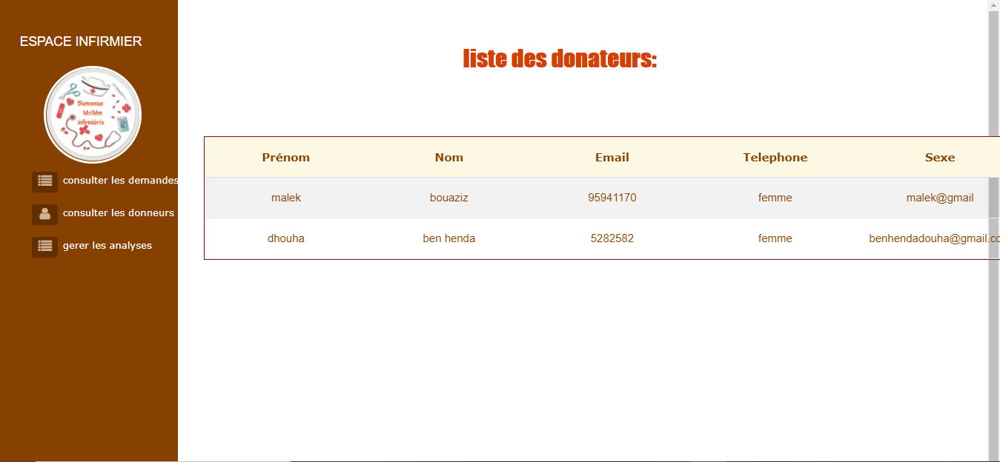 ESPACE INFIRMIER
Bienvenue
Mr/Mm
infirmièr/e
consulter les demandes
consulter les donneurs
gerer les analyses
liste des donateurs:
Prénom Nom Email Telephone Sexe
malek bouaziz 95941170 femme malek@gmail
dhouha ben henda 5282582 femme benhendadouha@gmail.co